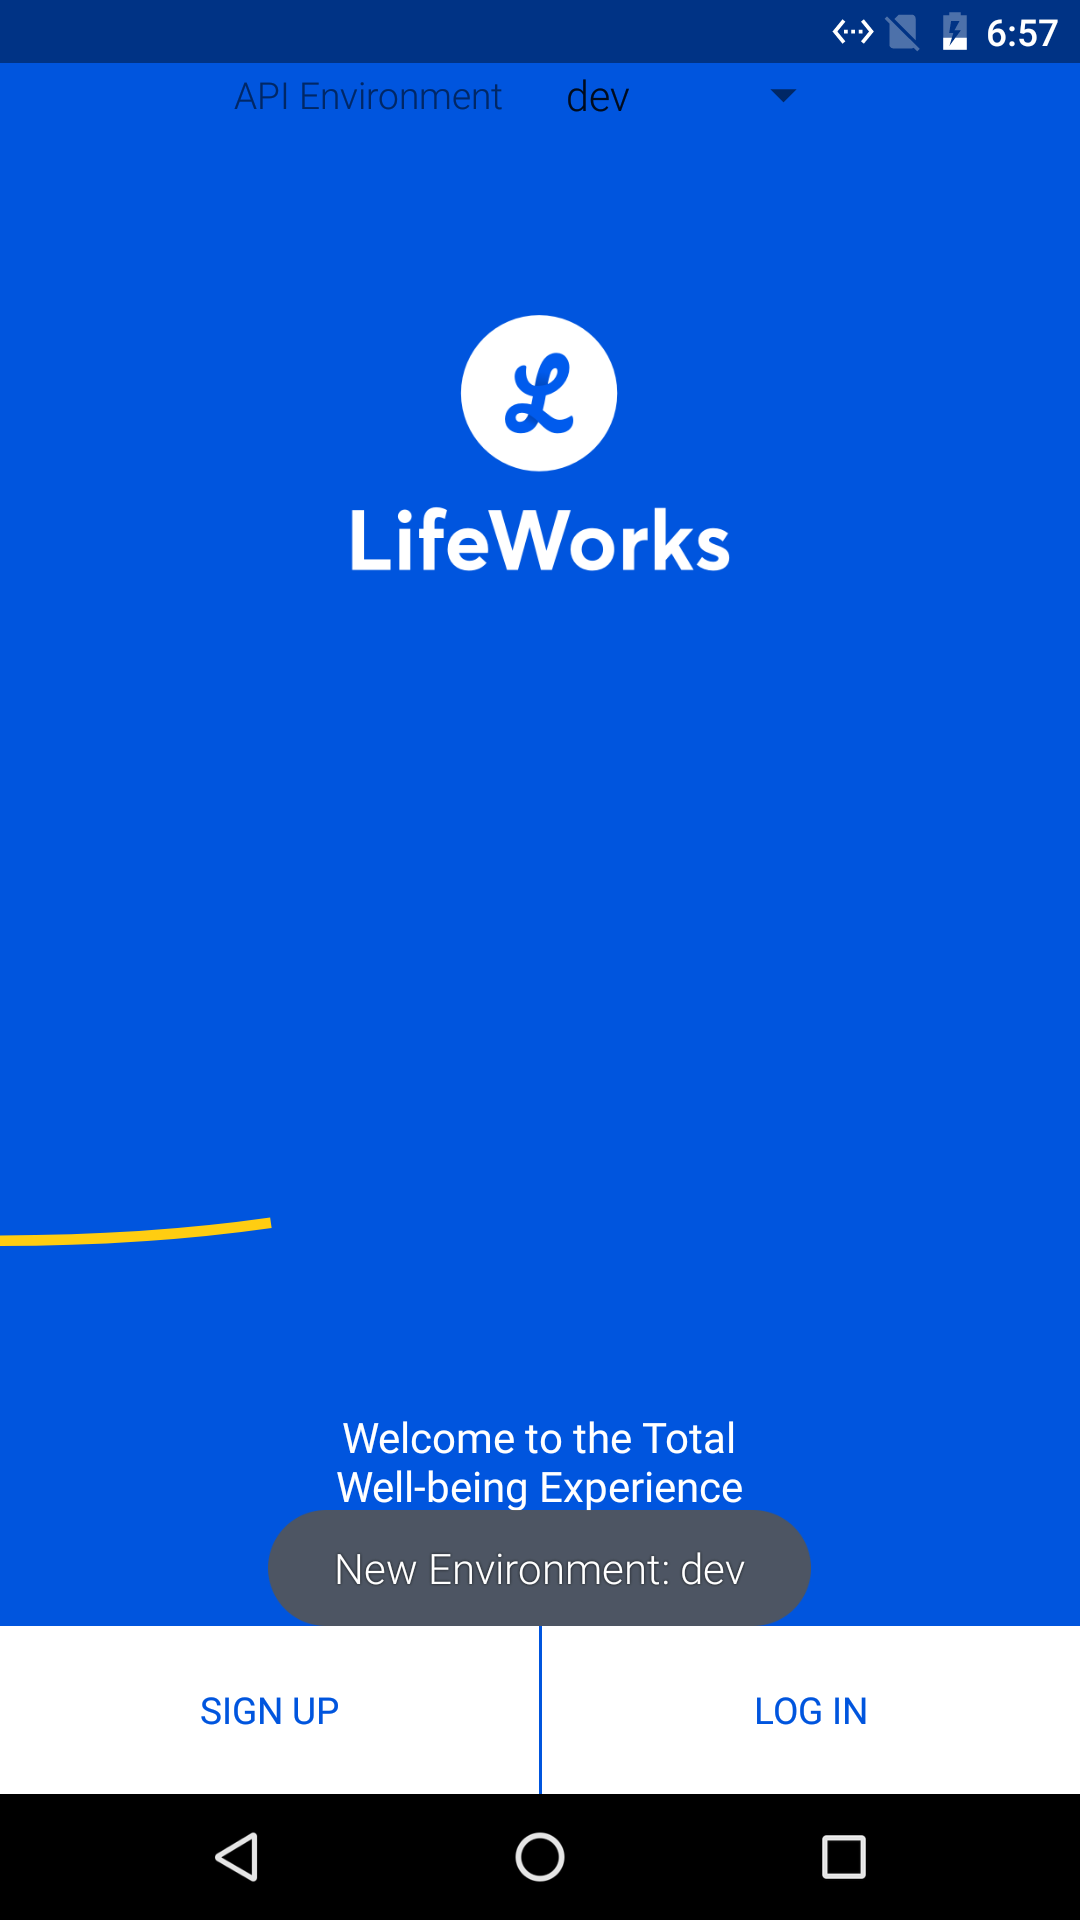 6:57
API Environment dev
L
LifeWorks
Welcome to the Total
Well-being Experience
New Environment: dev
SIGN UP LOG IN